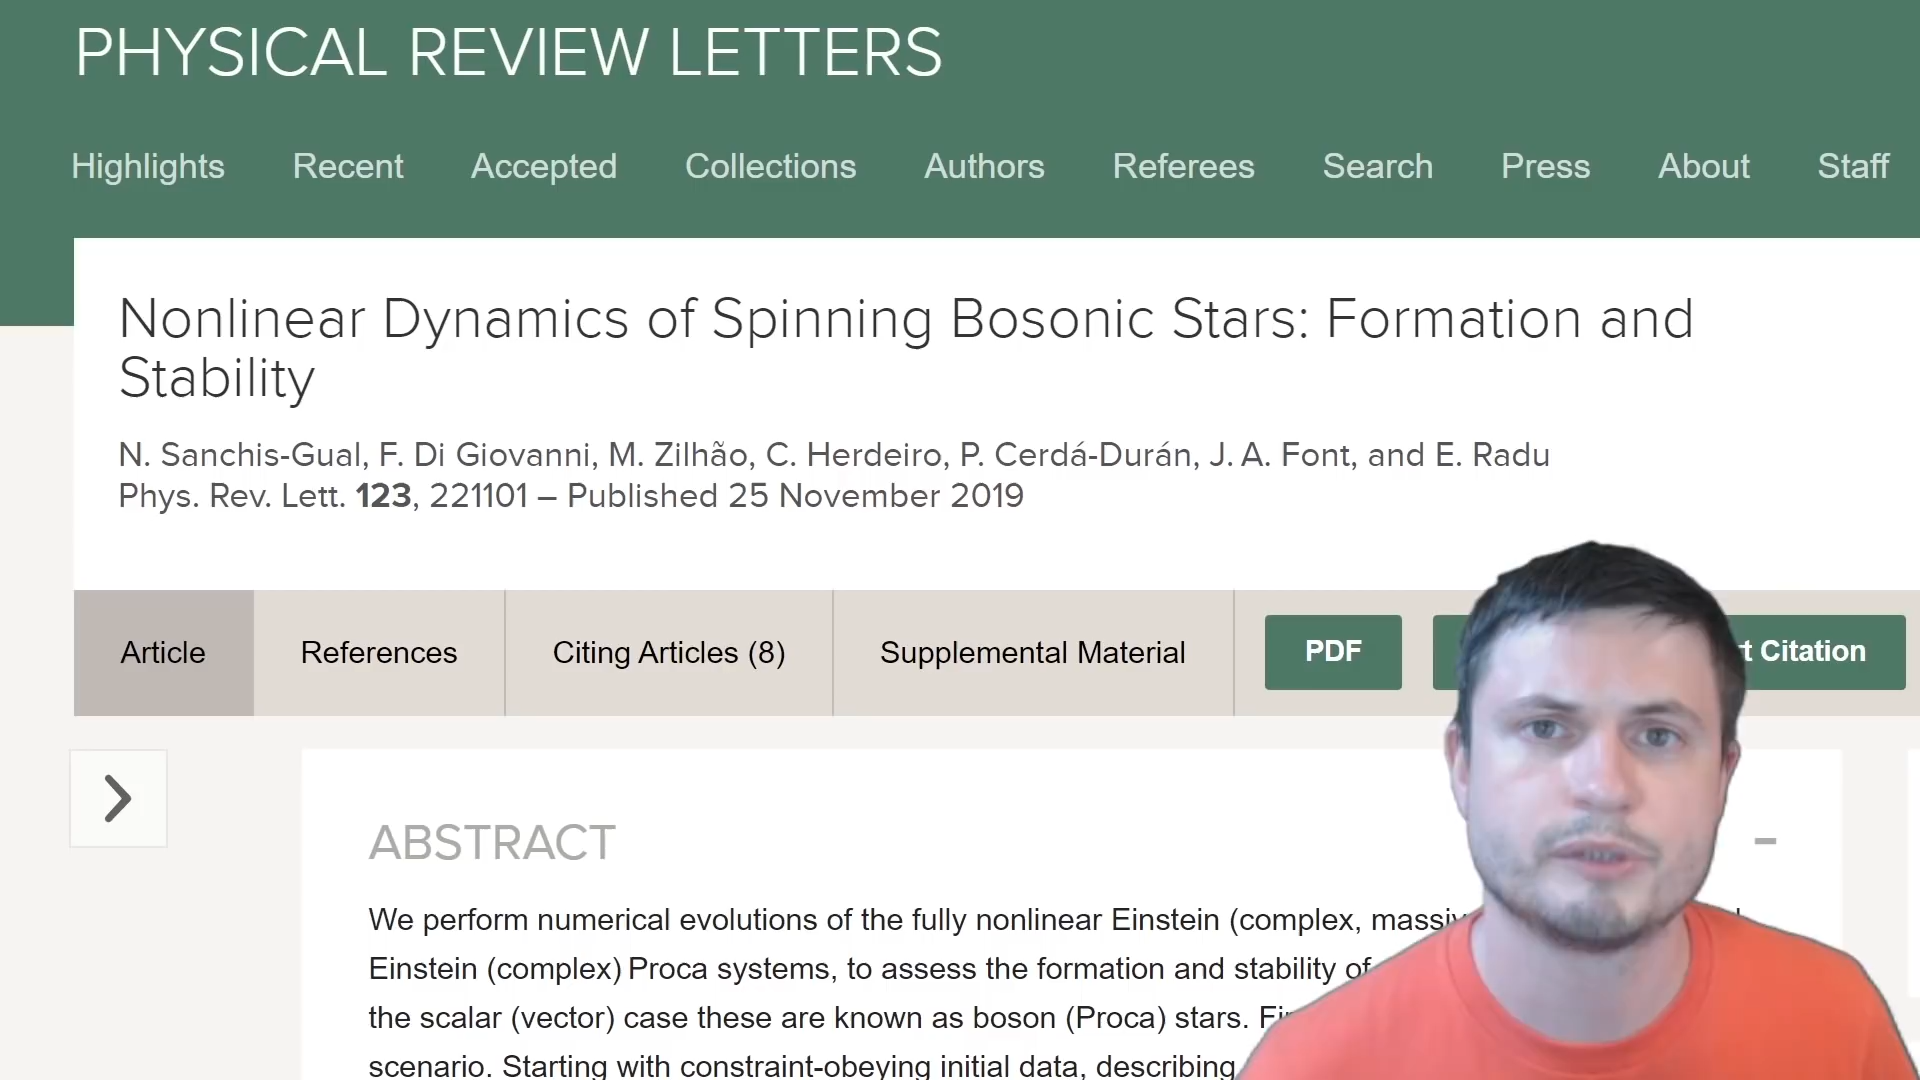 PHYSICAL REVIEW LETTERS
Highlights Recent Accepted Collections Authors Referees Search Press About Staff
Nonlinear Dynamics of Spinning Bosonic Stars: Formation and
Stability
N. Sanchis-Gual, F. Di Giovanni, M. Zilhão, C. Herdeiro, P. Cerdá-Durán, J. A. Font, and E. Radu
Phys. Rev. Lett. 123, 221101 – Published 25 November 2019
Article References Citing Articles (8) Supplemental Material PDF Citation
ABSTRACT
We perform numerical evolutions of the fully nonlinear Einstein (complex,
Einstein (complex) Proca systems, to assess the formation and stability of
the scalar (vector) case these are known as boson (Proca) stars.
scenario. Starting with constraint-obeying initial data, describing